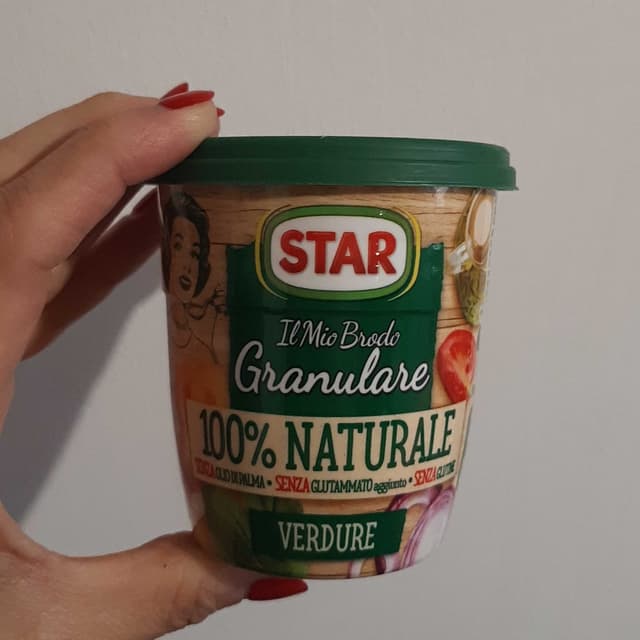 STAR
Il Mio Brodo
Granulare
100% NATURALE
SENZA OLIO DI PALMA • SENZA GLUTAMMATO aggiunto • SENZA GLUTINE
VERDURE